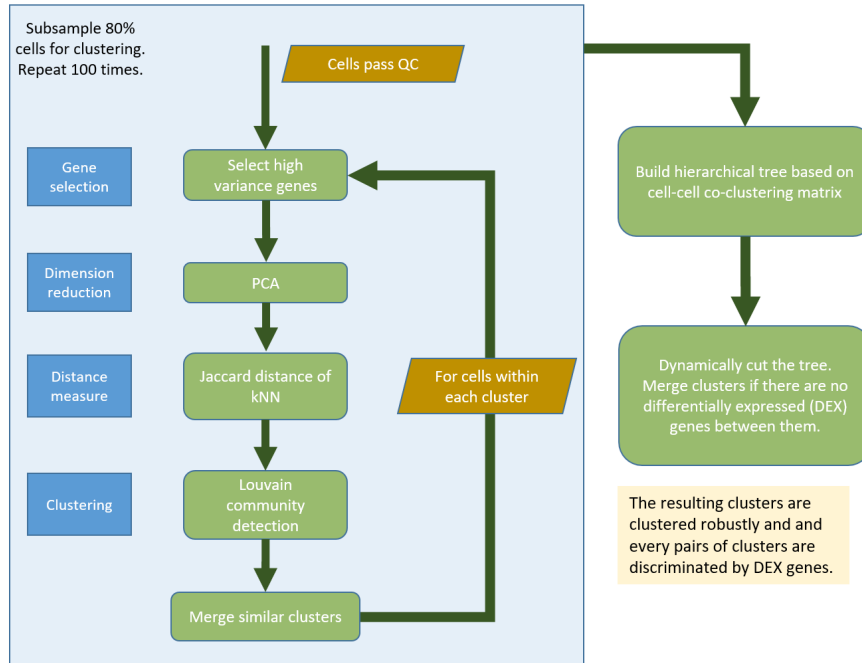 Subsample 80%
cells for clustering.
Repeat 100 times.
Cells pass QC
Gene
selection
Select high
variance genes
Dimension
reduction
PCA
Distance
measure
Jaccard distance of
kNN
For cells within
each cluster
Clustering
Louvain
community
detection
Merge similar clusters
Build hierarchical tree based on
cell-cell co-clustering matrix
Dynamically cut the tree.
Merge clusters if there are no
differentially expressed (DEX)
genes between them.
The resulting clusters are
clustered robustly and and
every pairs of clusters are
discriminated by DEX genes.